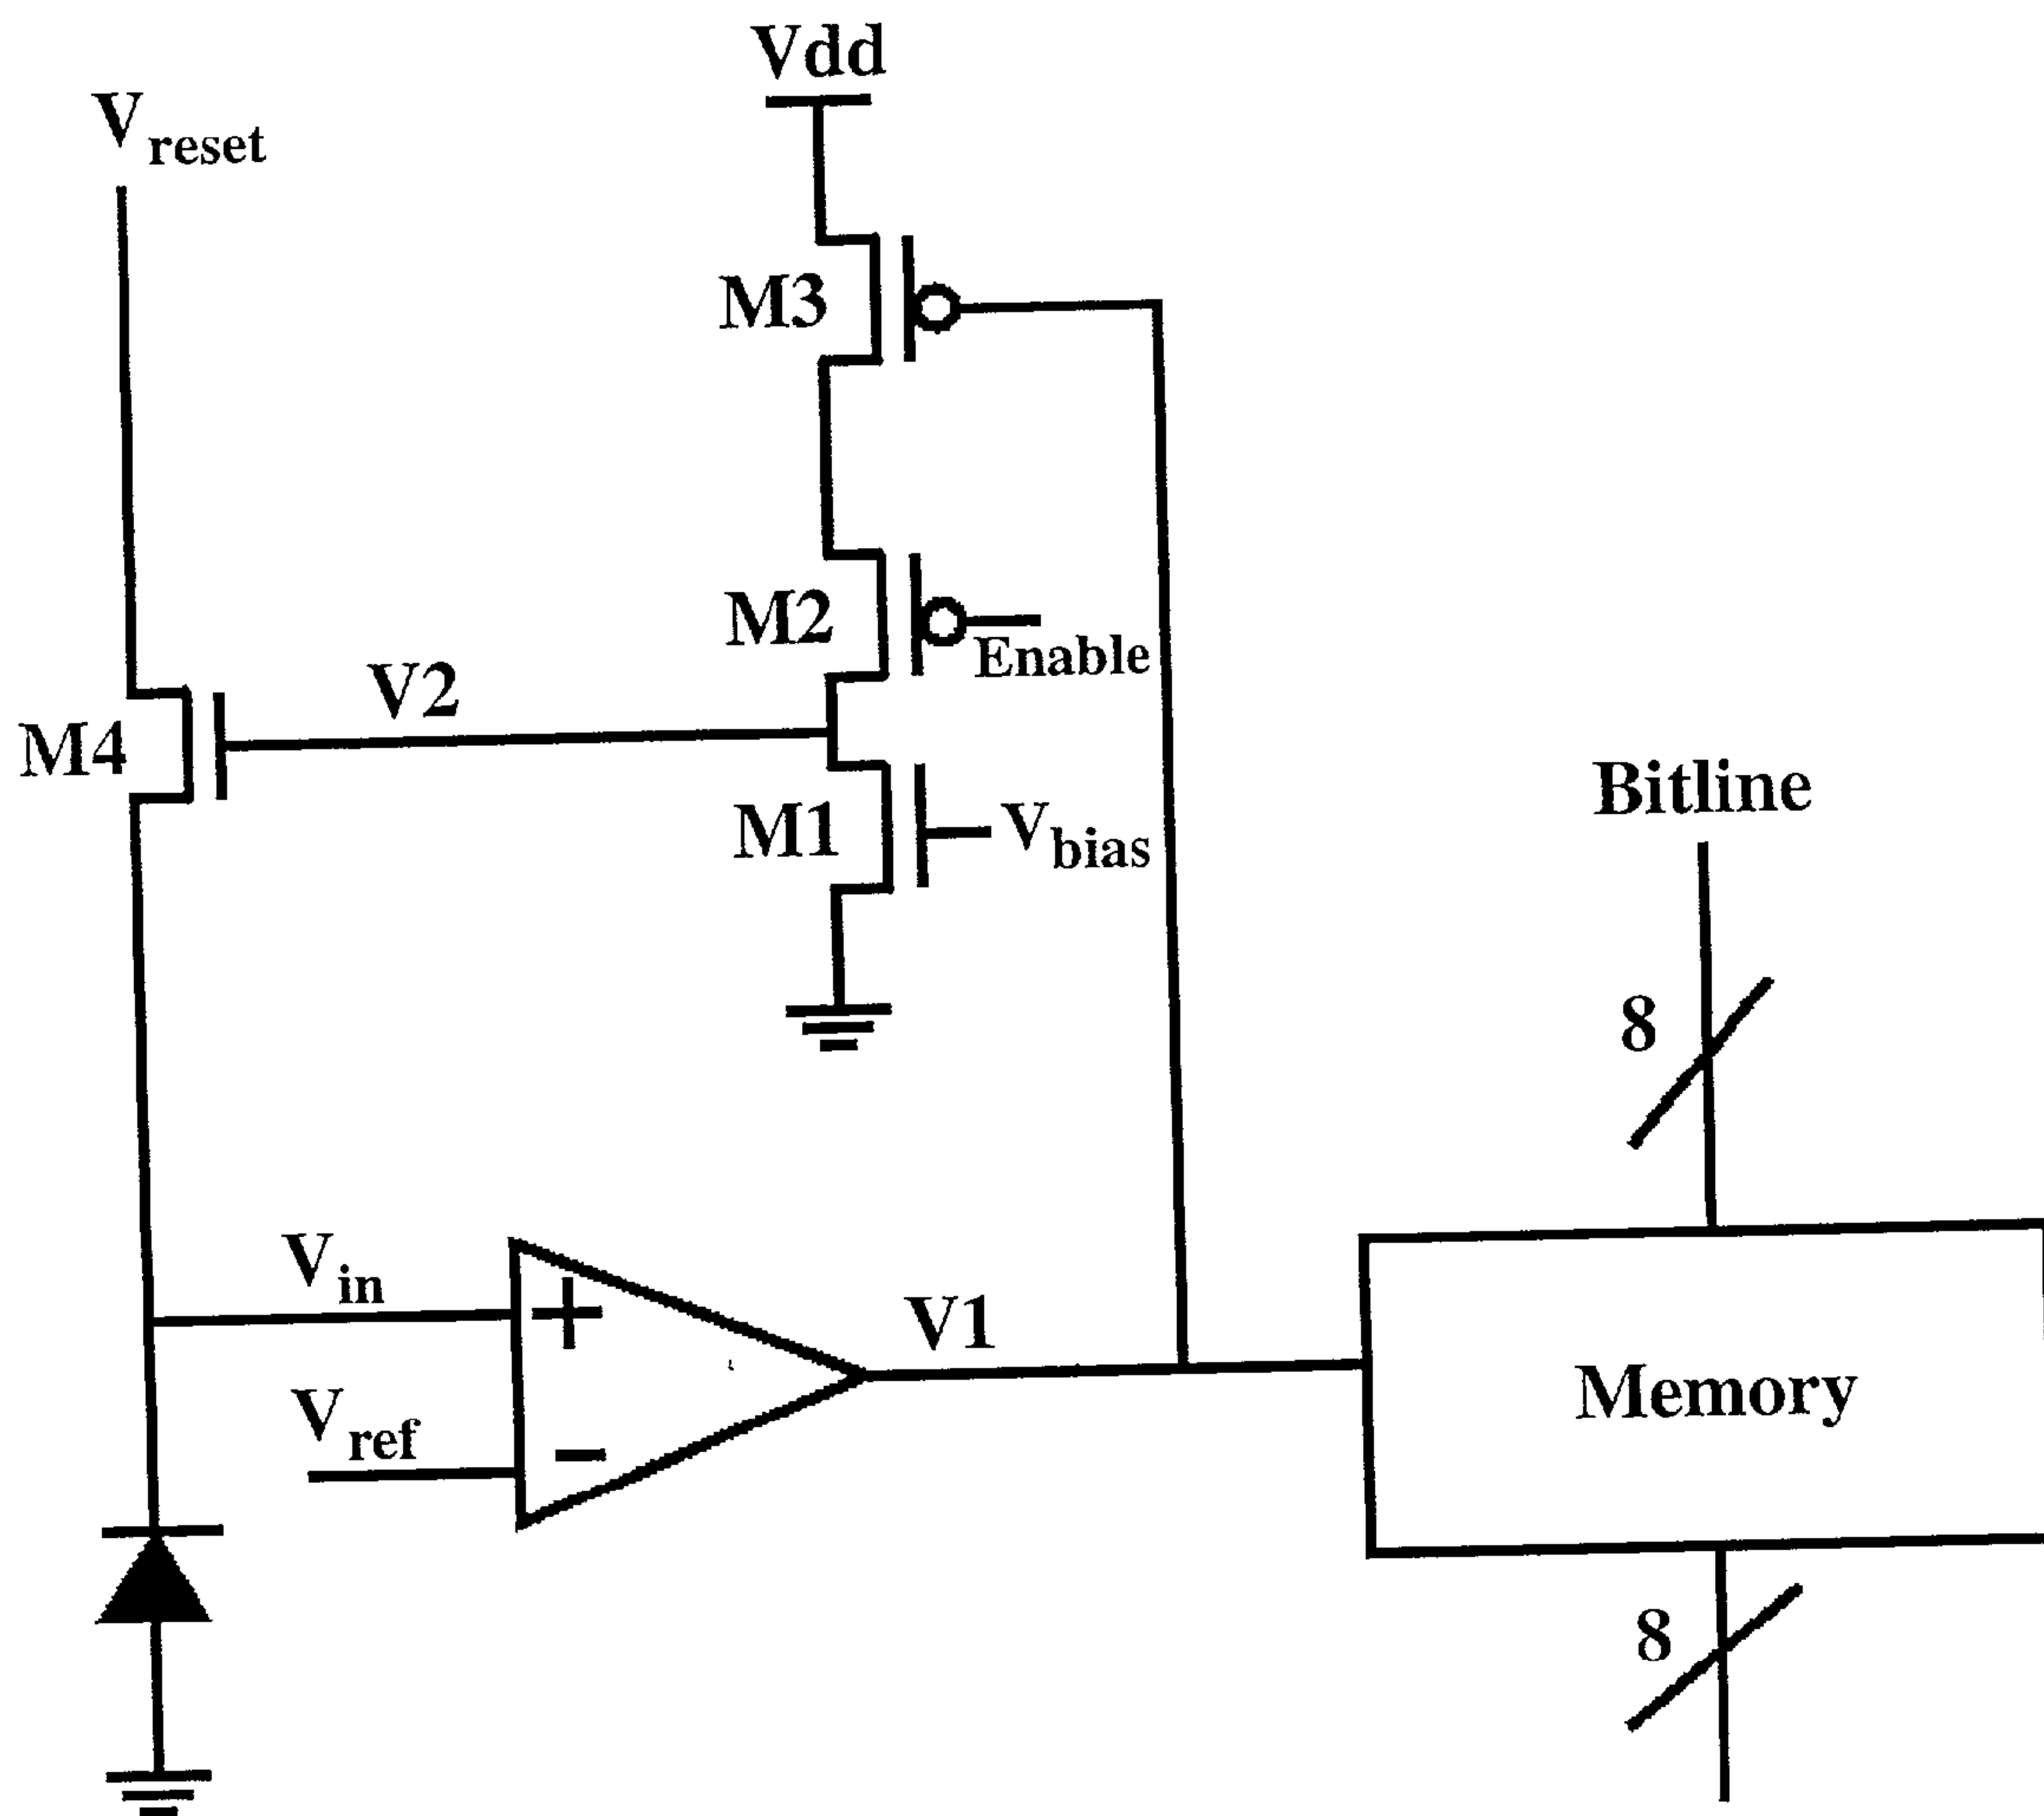 Vdd
Vreset
M3
M2
Enable
V2
M4
M1
Vbias
Bitline
8
Vin
+
V1
Vref
-
Memory
8